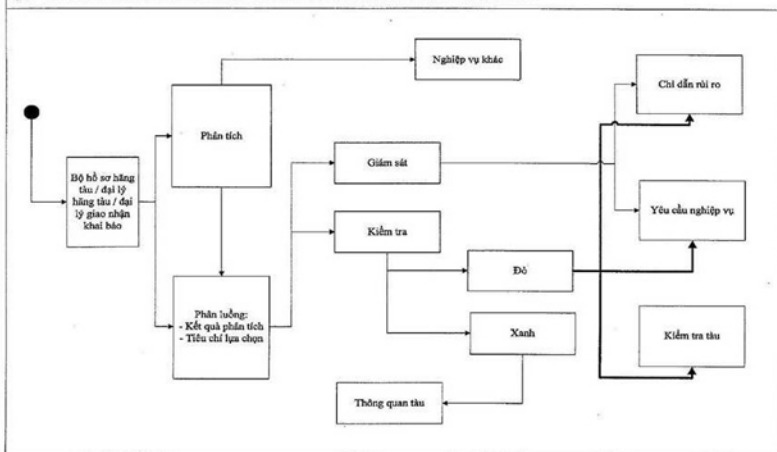 Nghiệp vụ khác
Chỉ dẫn rủi ro
Phân tích
Giám sát
Bộ hồ sơ hãng
tàu / đại lý
hãng tàu / đại
lý giao nhận
khai báo
Yêu cầu nghiệp vụ
Kiểm tra
Đỏ
Phân luồng:
- Kết quả phân tích
- Tiêu chí lựa chọn
Xanh
Kiểm tra tàu
Thông quan tàu